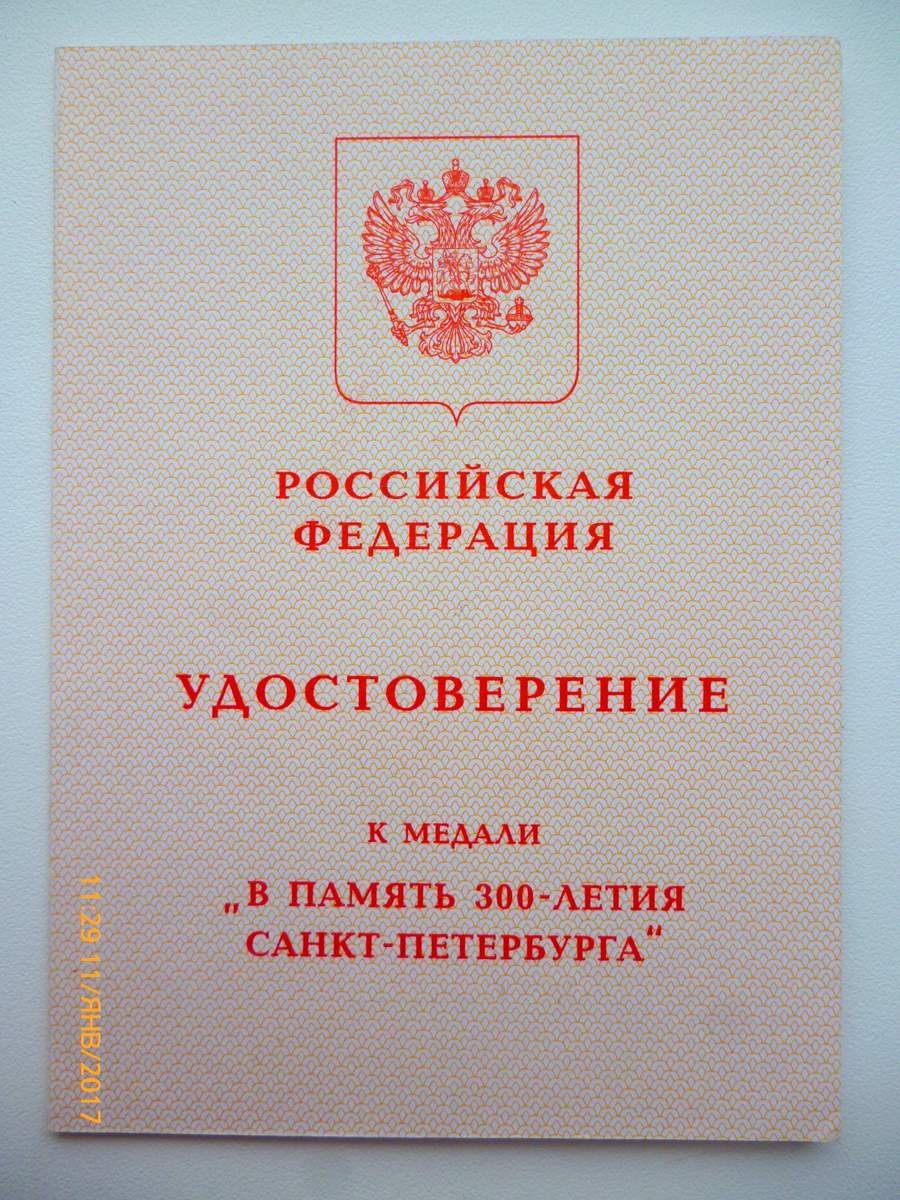 РОССИЙСКАЯ
ФЕДЕРАЦИЯ
УДОСТОВЕРЕНИЕ
К МЕДАЛИ
„В ПАМЯТЬ 300-ЛЕТИЯ
САНКТ-ПЕТЕРБУРГА“
11:29 11/ЯНВ/2017